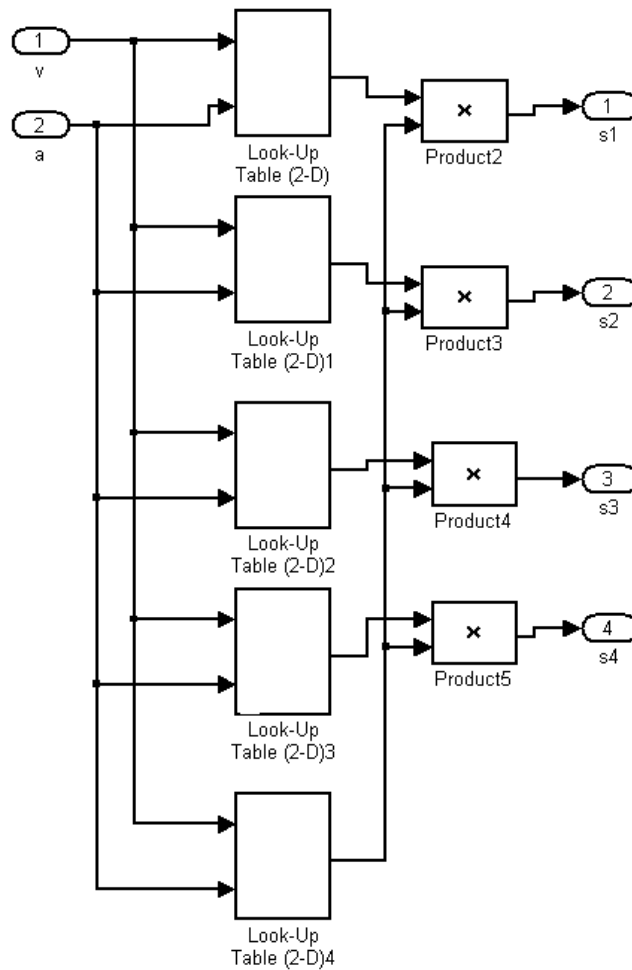 1
v
2
a
Look-Up
Table (2-D)
×
Product2
1
s1
Look-Up
Table (2-D)1
×
Product3
2
s2
Look-Up
Table (2-D)2
×
Product4
3
s3
Look-Up
Table (2-D)3
×
Product5
4
s4
Look-Up
Table (2-D)4